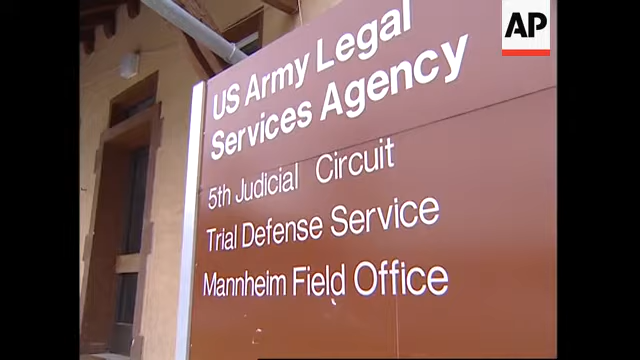 AP
US Army Legal
Services Agency
5th Judicial Circuit
Trial Defense Service
Mannheim Field Office